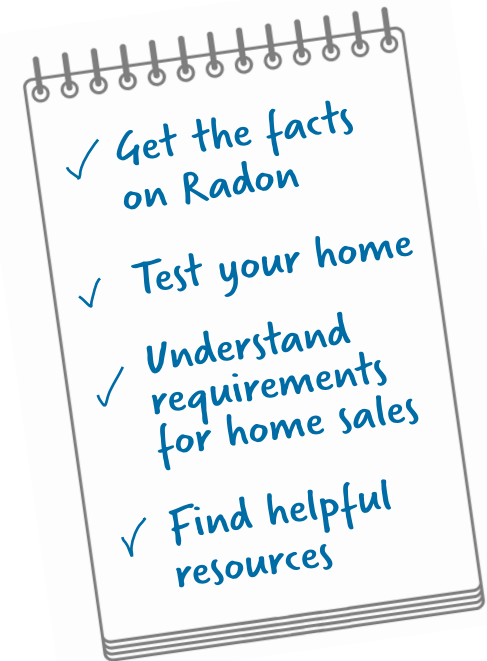 Get the facts
on Radon
Test your home
Understand
requirements
for home sales
Find helpful
resources